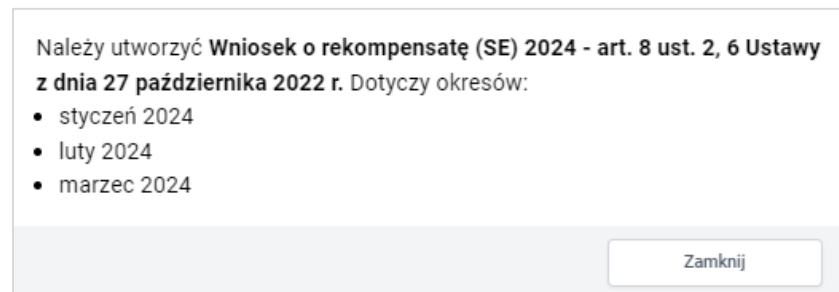 Należy utworzyć Wniosek o rekompensatę (SE) 2024 - art. 8 ust. 2, 6 Ustawy
z dnia 27 października 2022 r. Dotyczy okresów:
• styczeń 2024
• luty 2024
• marzec 2024
Zamknij